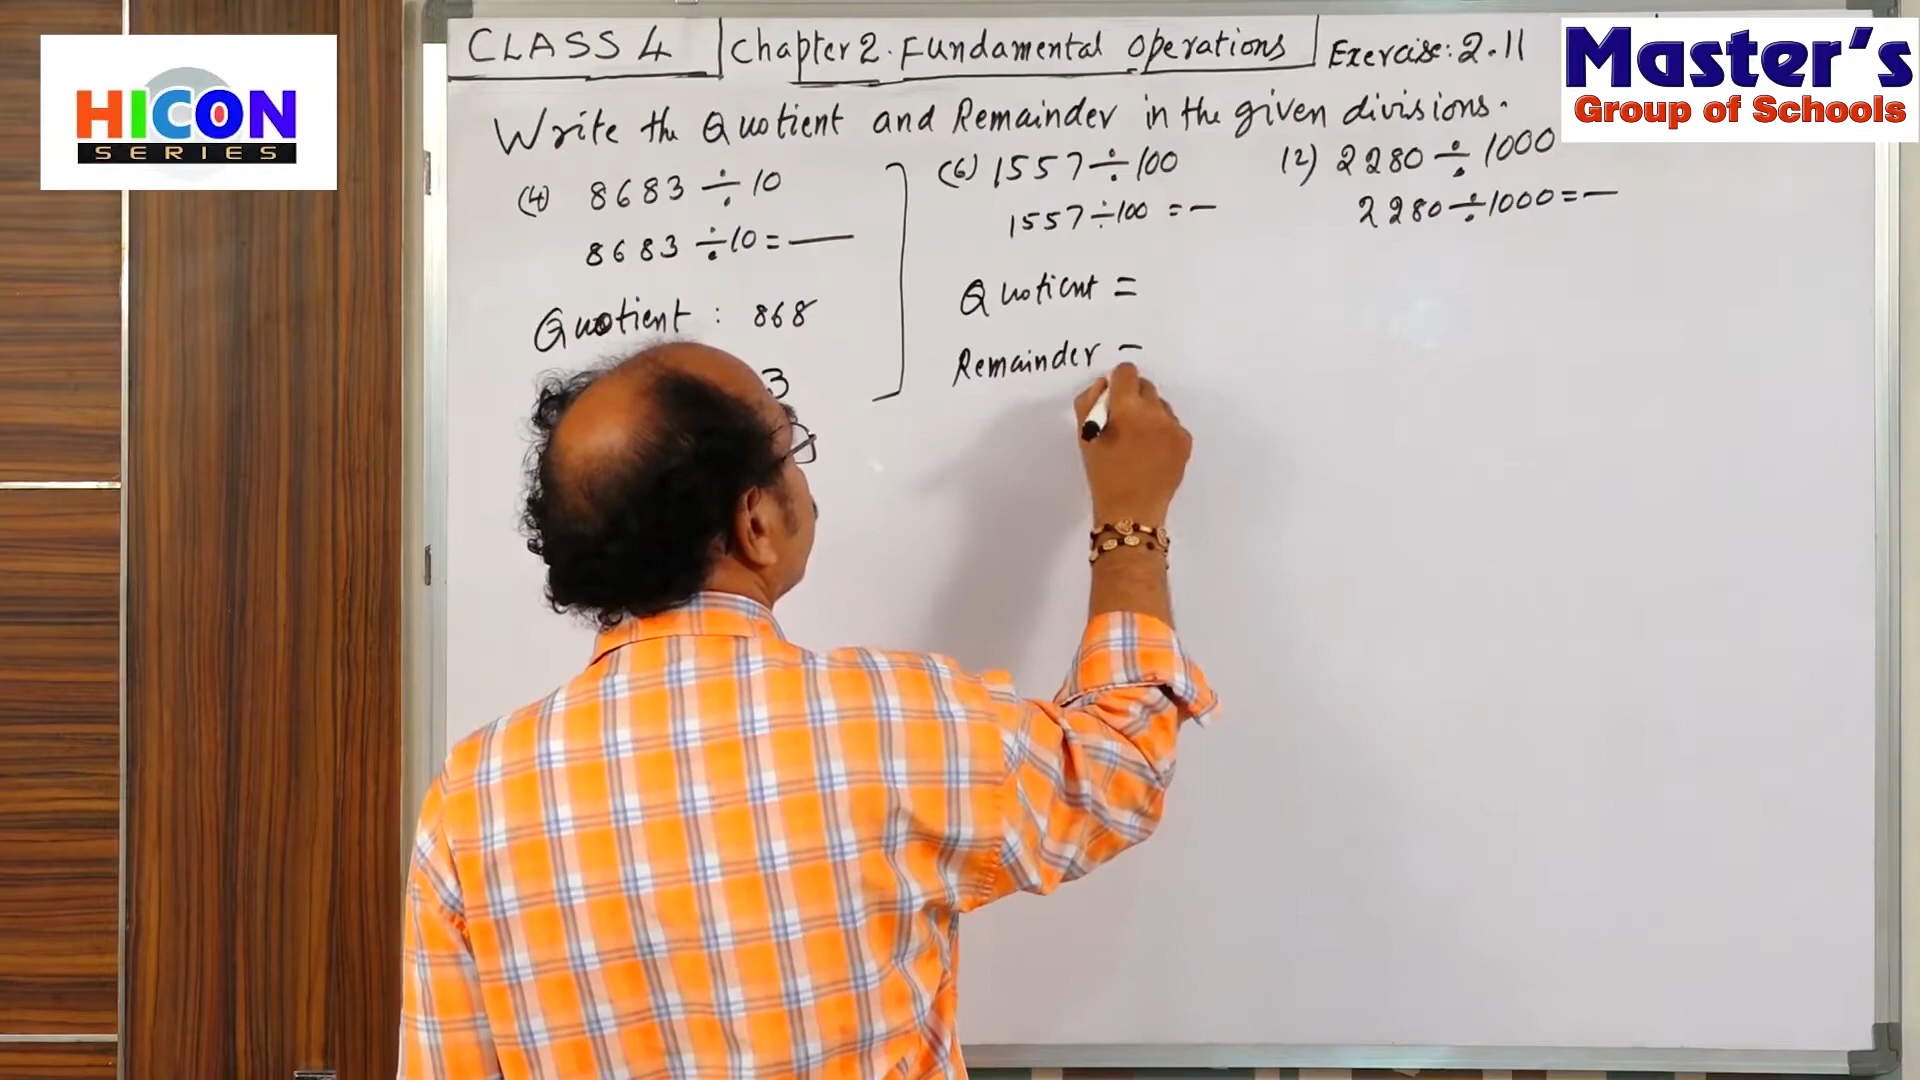 HICON
SERIES
CLASS 4 Chapter 2. Fundamental Operations Exercise: 2.11
Master's
Group of Schools
Write the Quotient and Remainder in the given divisions.
(4) 8683 ÷ 10
8683 ÷ 10 = —
Quotient : 868
3
(6) 1557 ÷ 100
1557 ÷ 100 = —
Quotient =
Remainder =
12) 2280 ÷ 1000
2280 ÷ 1000 = —